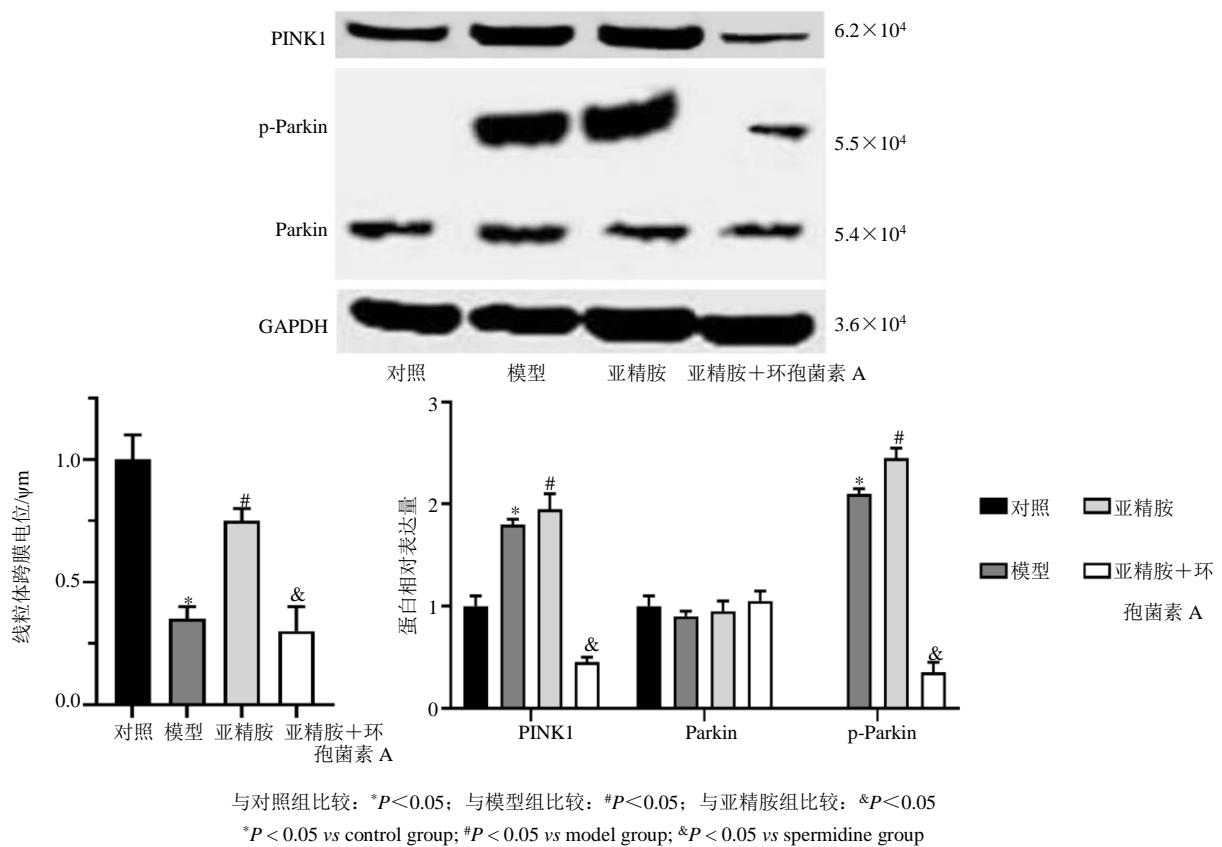 PINK1
6.2×10⁴
p-Parkin
5.5×10⁴
Parkin
5.4×10⁴
GAPDH
3.6×10⁴
对照 模型 亚精胺 亚精胺＋环孢菌素 A
线粒体跨膜电位/ψm
1.0
0.5
0.0
*
#
&
对照 模型 亚精胺 亚精胺＋环
孢菌素 A
蛋白相对表达量
3
2
1
0
*
#
&
*
#
&
PINK1 Parkin p-Parkin
对照 亚精胺
模型 亚精胺＋环
孢菌素 A
与对照组比较：*P＜0.05；与模型组比较：#P＜0.05；与亚精胺组比较：&P＜0.05
*P < 0.05 vs control group; #P < 0.05 vs model group; &P < 0.05 vs spermidine group